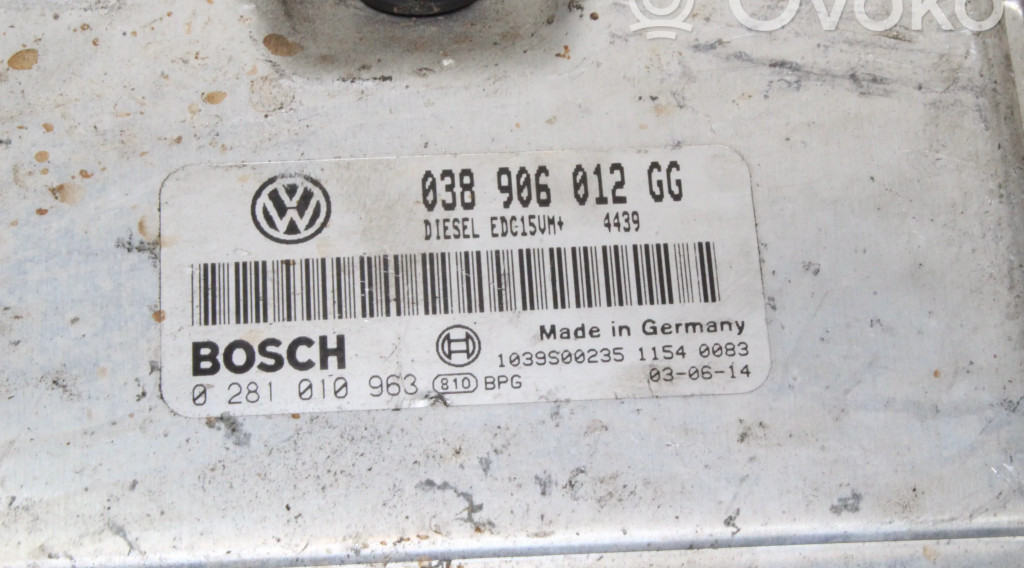 OVOKO
038 906 012 GG
DIESEL EDC15VM+ 4439
BOSCH
Made in Germany
1039S00235 1154 0083
0 281 010 963 810 BPG
03-06-14